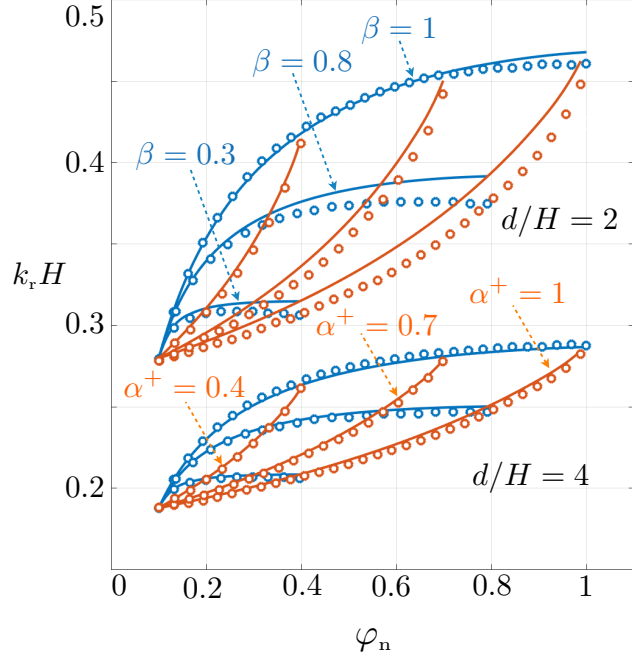 0.5
β = 1
β = 0.8
β = 0.3
0.4
d/H = 2
k_r H
0.3
α⁺ = 1
α⁺ = 0.7
α⁺ = 0.4
0.2
d/H = 4
0 0.2 0.4 0.6 0.8 1
φ_n